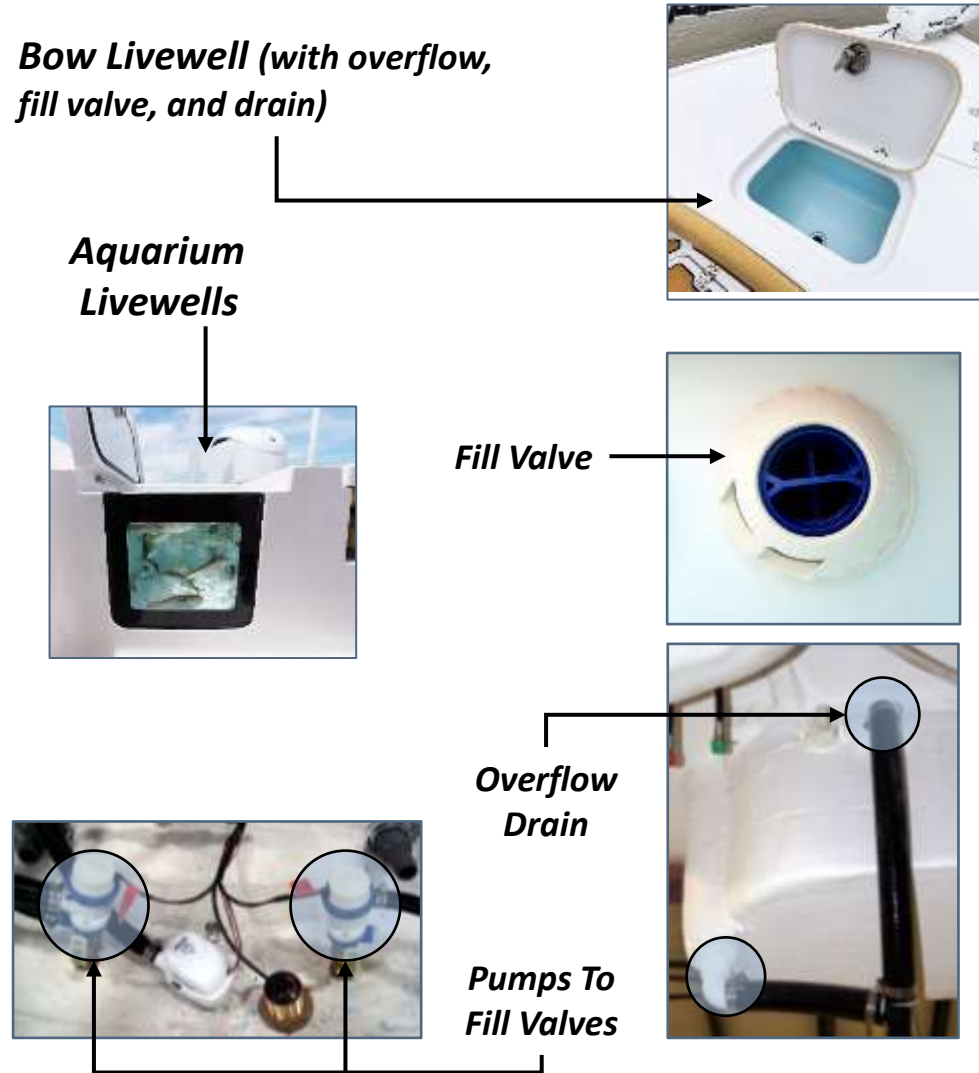 Bow Livewell (with overflow,
fill valve, and drain)
Aquarium
Livewells
Fill Valve
Overflow
Drain
Pumps To
Fill Valves